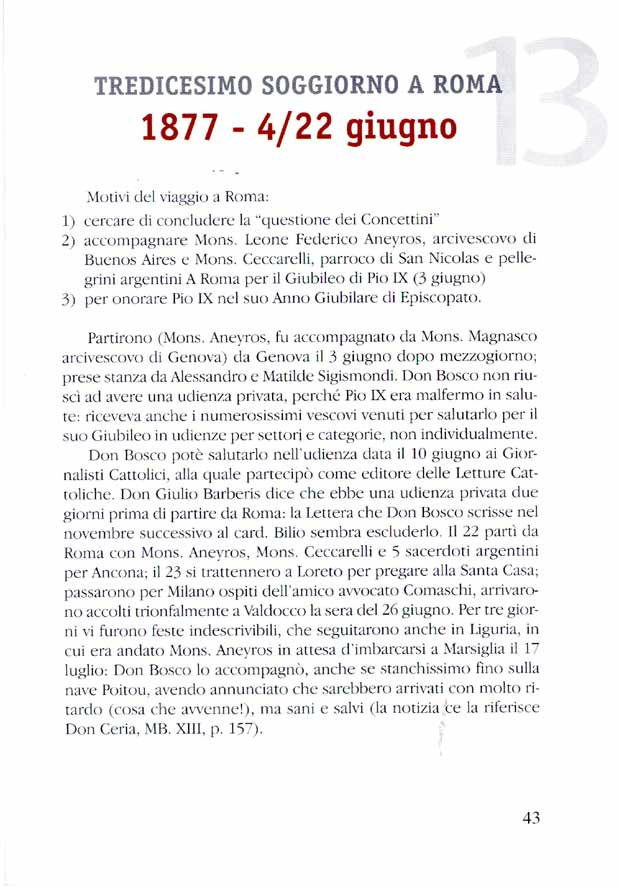 13
TREDICESIMO SOGGIORNO A ROMA
1877 - 4/22 giugno
Motivi del viaggio a Roma:
1) cercare di concludere la “questione dei Concettini”
2) accompagnare Mons. Leone Federico Aneyros, arcivescovo di
Buenos Aires e Mons. Ceccarelli, parroco di San Nicolas e pelle-
grini argentini A Roma per il Giubileo di Pio IX (3 giugno)
3) per onorare Pio IX nel suo Anno Giubilare di Episcopato.
Partirono (Mons. Aneyros, fu accompagnato da Mons. Magnasco
arcivescovo di Genova) da Genova il 3 giugno dopo mezzogiorno;
prese stanza da Alessandro e Matilde Sigismondi. Don Bosco non riu-
scì ad avere una udienza privata, perché Pio IX era malfermo in salu-
te: riceveva anche i numerosissimi vescovi venuti per salutarlo per il
suo Giubileo in udienze per settori e categorie, non individualmente.
Don Bosco potè salutarlo nell'udienza data il 10 giugno ai Gior-
nalisti Cattolici, alla quale partecipò come editore delle Letture Cat-
toliche. Don Giulio Barberis dice che ebbe una udienza privata due
giorni prima di partire da Roma: la Lettera che Don Bosco scrisse nel
novembre successivo al card. Bilio sembra escluderlo. Il 22 partì da
Roma con Mons. Aneyros, Mons. Ceccarelli e 5 sacerdoti argentini
per Ancona; il 23 si trattennero a Loreto per pregare alla Santa Casa;
passarono per Milano ospiti dell'amico avvocato Comaschi, arrivaro-
no accolti trionfalmente a Valdocco la sera del 26 giugno. Per tre gior-
ni vi furono feste indescrivibili, che seguitarono anche in Liguria, in
cui era andato Mons. Aneyros in attesa d'imbarcarsi a Marsiglia il 17
luglio: Don Bosco lo accompagnò, anche se stanchissimo fino sulla
nave Poitou, avendo annunciato che sarebbero arrivati con molto ri-
tardo (cosa che avvenne!), ma sani e salvi (la notizia ce la riferisce
Don Ceria, MB. XIII, p. 157).
43